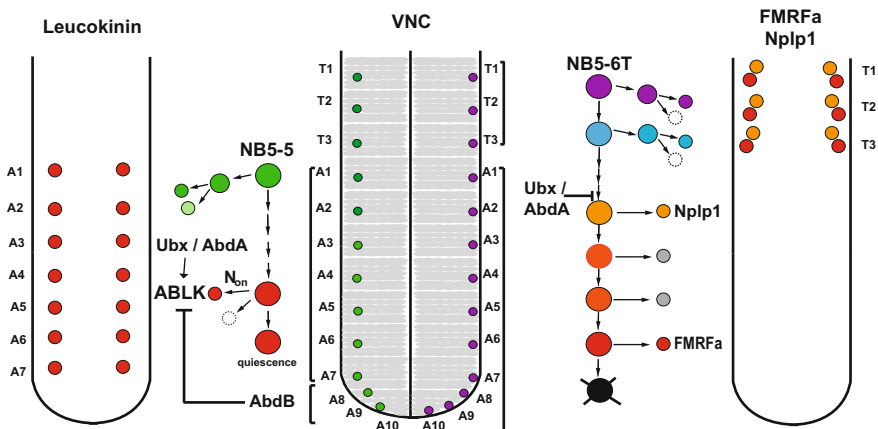 Leucokinin
VNC
FMRFa
Nplp1
A1
A2
A3
A4
A5
A6
A7
NB5-5
Ubx / AbdA
ABLK
Non
quiescence
AbdB
T1
T2
T3
A1
A2
A3
A4
A5
A6
A7
A8
A9
A10
T1
T2
T3
A1
A2
A3
A4
A5
A6
A7
A8
A9
A10
NB5-6T
Ubx /
AbdA
Nplp1
FMRFa
T1
T2
T3